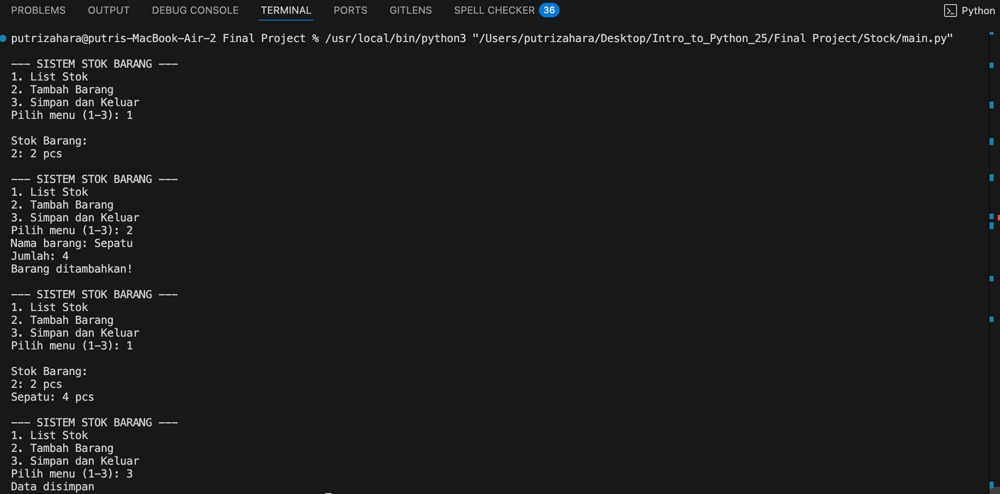 PROBLEMS OUTPUT DEBUG CONSOLE TERMINAL PORTS GITLENS SPELL CHECKER 36 Python
putrizahara@putris-MacBook-Air-2 Final Project % /usr/local/bin/python3 "/Users/putrizahara/Desktop/Intro_to_Python_25/Final Project/Stock/main.py"
--- SISTEM STOK BARANG ---
1. List Stok
2. Tambah Barang
3. Simpan dan Keluar
Pilih menu (1-3): 1
Stok Barang:
2: 2 pcs
--- SISTEM STOK BARANG ---
1. List Stok
2. Tambah Barang
3. Simpan dan Keluar
Pilih menu (1-3): 2
Nama barang: Sepatu
Jumlah: 4
Barang ditambahkan!
--- SISTEM STOK BARANG ---
1. List Stok
2. Tambah Barang
3. Simpan dan Keluar
Pilih menu (1-3): 1
Stok Barang:
2: 2 pcs
Sepatu: 4 pcs
--- SISTEM STOK BARANG ---
1. List Stok
2. Tambah Barang
3. Simpan dan Keluar
Pilih menu (1-3): 3
Data disimpan